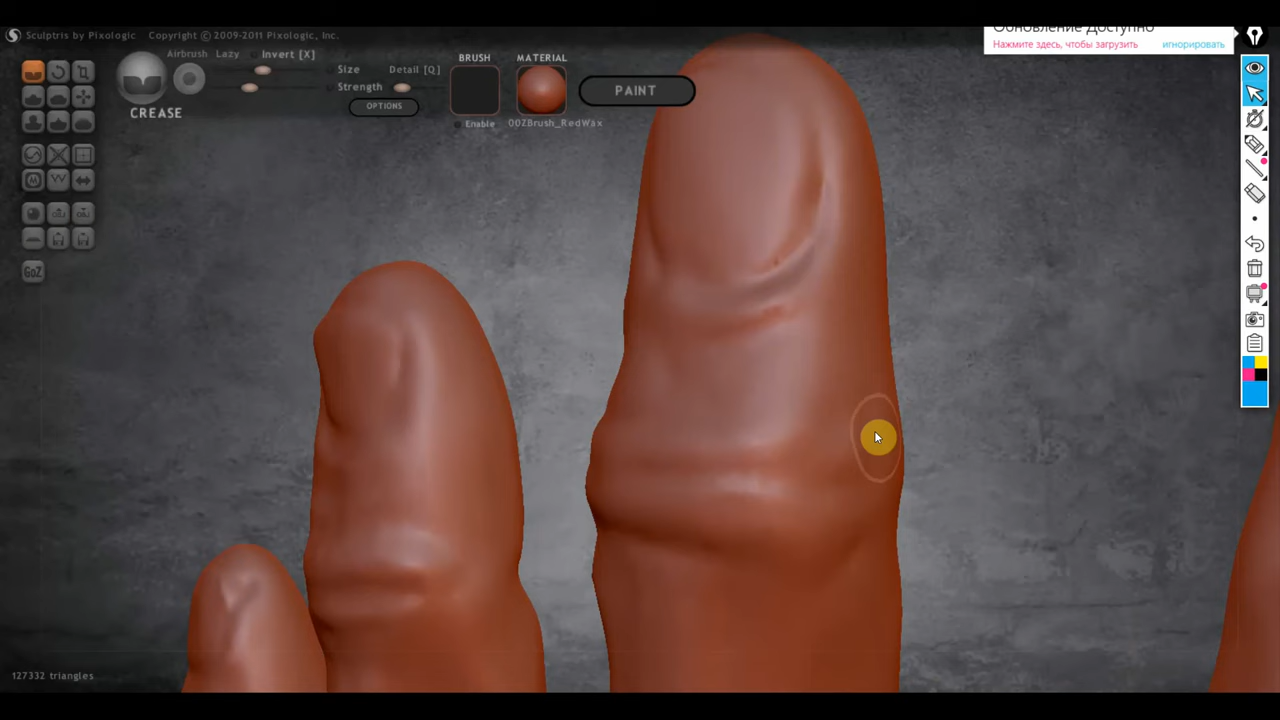 Sculptris by Pixologic Copyright © 2009-2011 Pixologic, Inc.
Обновление Доступно
Нажмите здесь, чтобы загрузить игнорировать
Airbrush Lazy Invert [X]
Size Detail [Q]
Strength
OPTIONS
CREASE
BRUSH
Enable
MATERIAL
00ZBrush_RedWax
PAINT
GoZ
127332 triangles